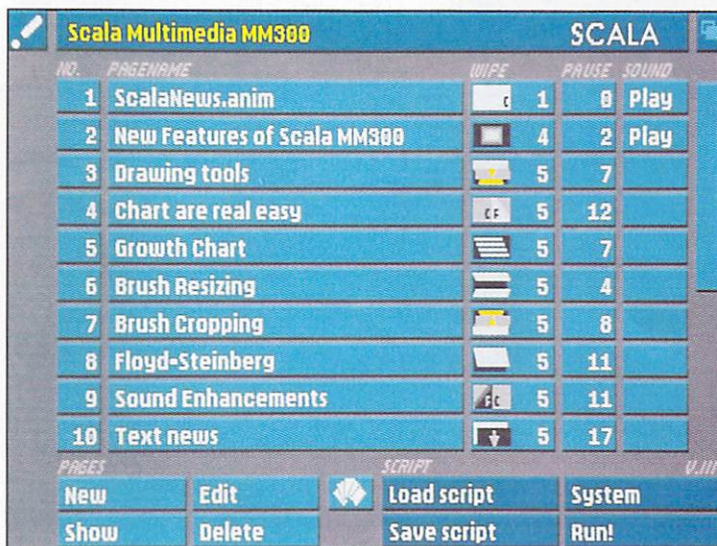 Scala Multimedia MM300 SCALA
NO. PAGENAME WIPE PAUSE SOUND
1 ScalaNews.anim C 1 0 Play
2 New Features of Scala MM300 4 2 Play
3 Drawing tools 5 7
4 Chart are real easy CF 5 12
5 Growth Chart 5 7
6 Brush Resizing 5 4
7 Brush Cropping 5 8
8 Floyd-Steinberg 5 11
9 Sound Enhancements FC 5 11
10 Text news 5 17
PAGES SCRIPT
New Edit Load script System
Show Delete Save script Run!